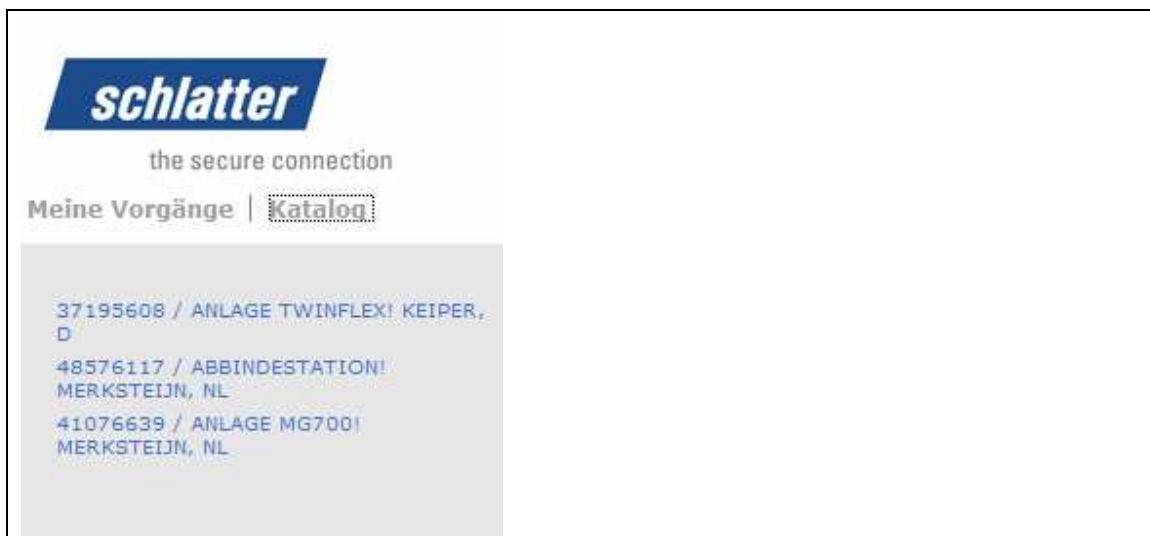 schlatter
the secure connection
Meine Vorgänge | Katalog
37195608 / ANLAGE TWINFLEX! KEIPER,
D
48576117 / ABBINDESTATION!
MERKSTEIJN, NL
41076639 / ANLAGE MG700!
MERKSTEIJN, NL